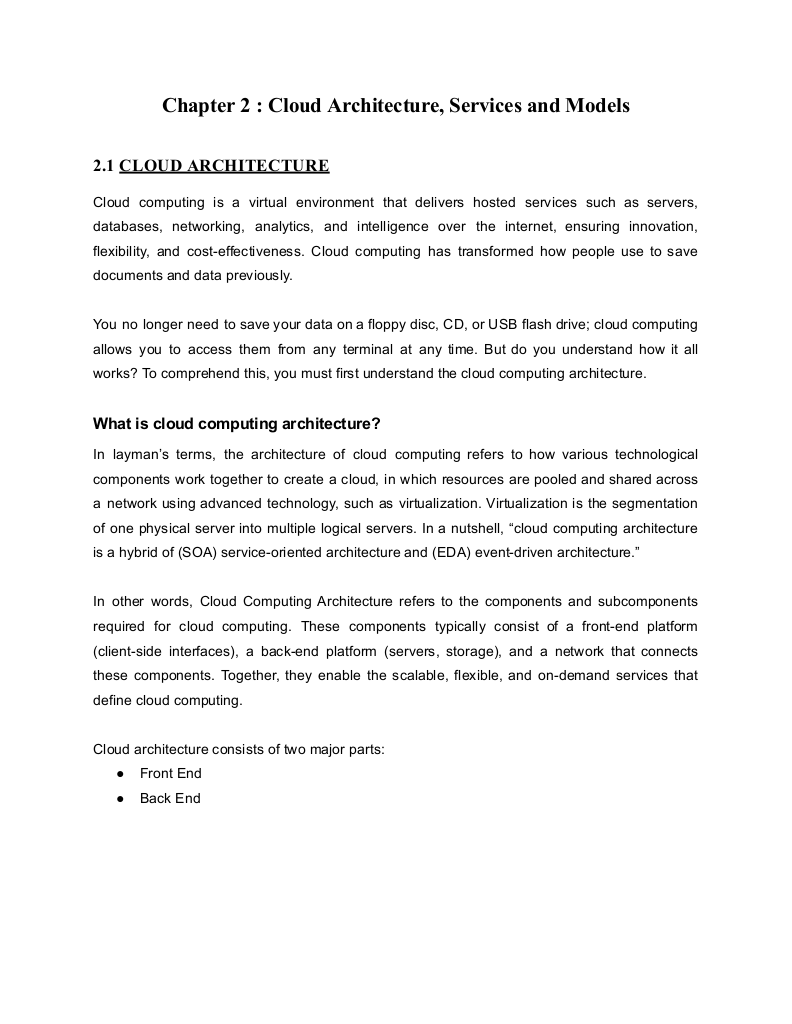 Chapter 2 : Cloud Architecture, Services and Models
2.1 CLOUD ARCHITECTURE
Cloud computing is a virtual environment that delivers hosted services such as servers,
databases, networking, analytics, and intelligence over the internet, ensuring innovation,
flexibility, and cost-effectiveness. Cloud computing has transformed how people use to save
documents and data previously.
You no longer need to save your data on a floppy disc, CD, or USB flash drive; cloud computing
allows you to access them from any terminal at any time. But do you understand how it all
works? To comprehend this, you must first understand the cloud computing architecture.
What is cloud computing architecture?
In layman’s terms, the architecture of cloud computing refers to how various technological
components work together to create a cloud, in which resources are pooled and shared across
a network using advanced technology, such as virtualization. Virtualization is the segmentation
of one physical server into multiple logical servers. In a nutshell, “cloud computing architecture
is a hybrid of (SOA) service-oriented architecture and (EDA) event-driven architecture.”
In other words, Cloud Computing Architecture refers to the components and subcomponents
required for cloud computing. These components typically consist of a front-end platform
(client-side interfaces), a back-end platform (servers, storage), and a network that connects
these components. Together, they enable the scalable, flexible, and on-demand services that
define cloud computing.
Cloud architecture consists of two major parts:
● Front End
● Back End